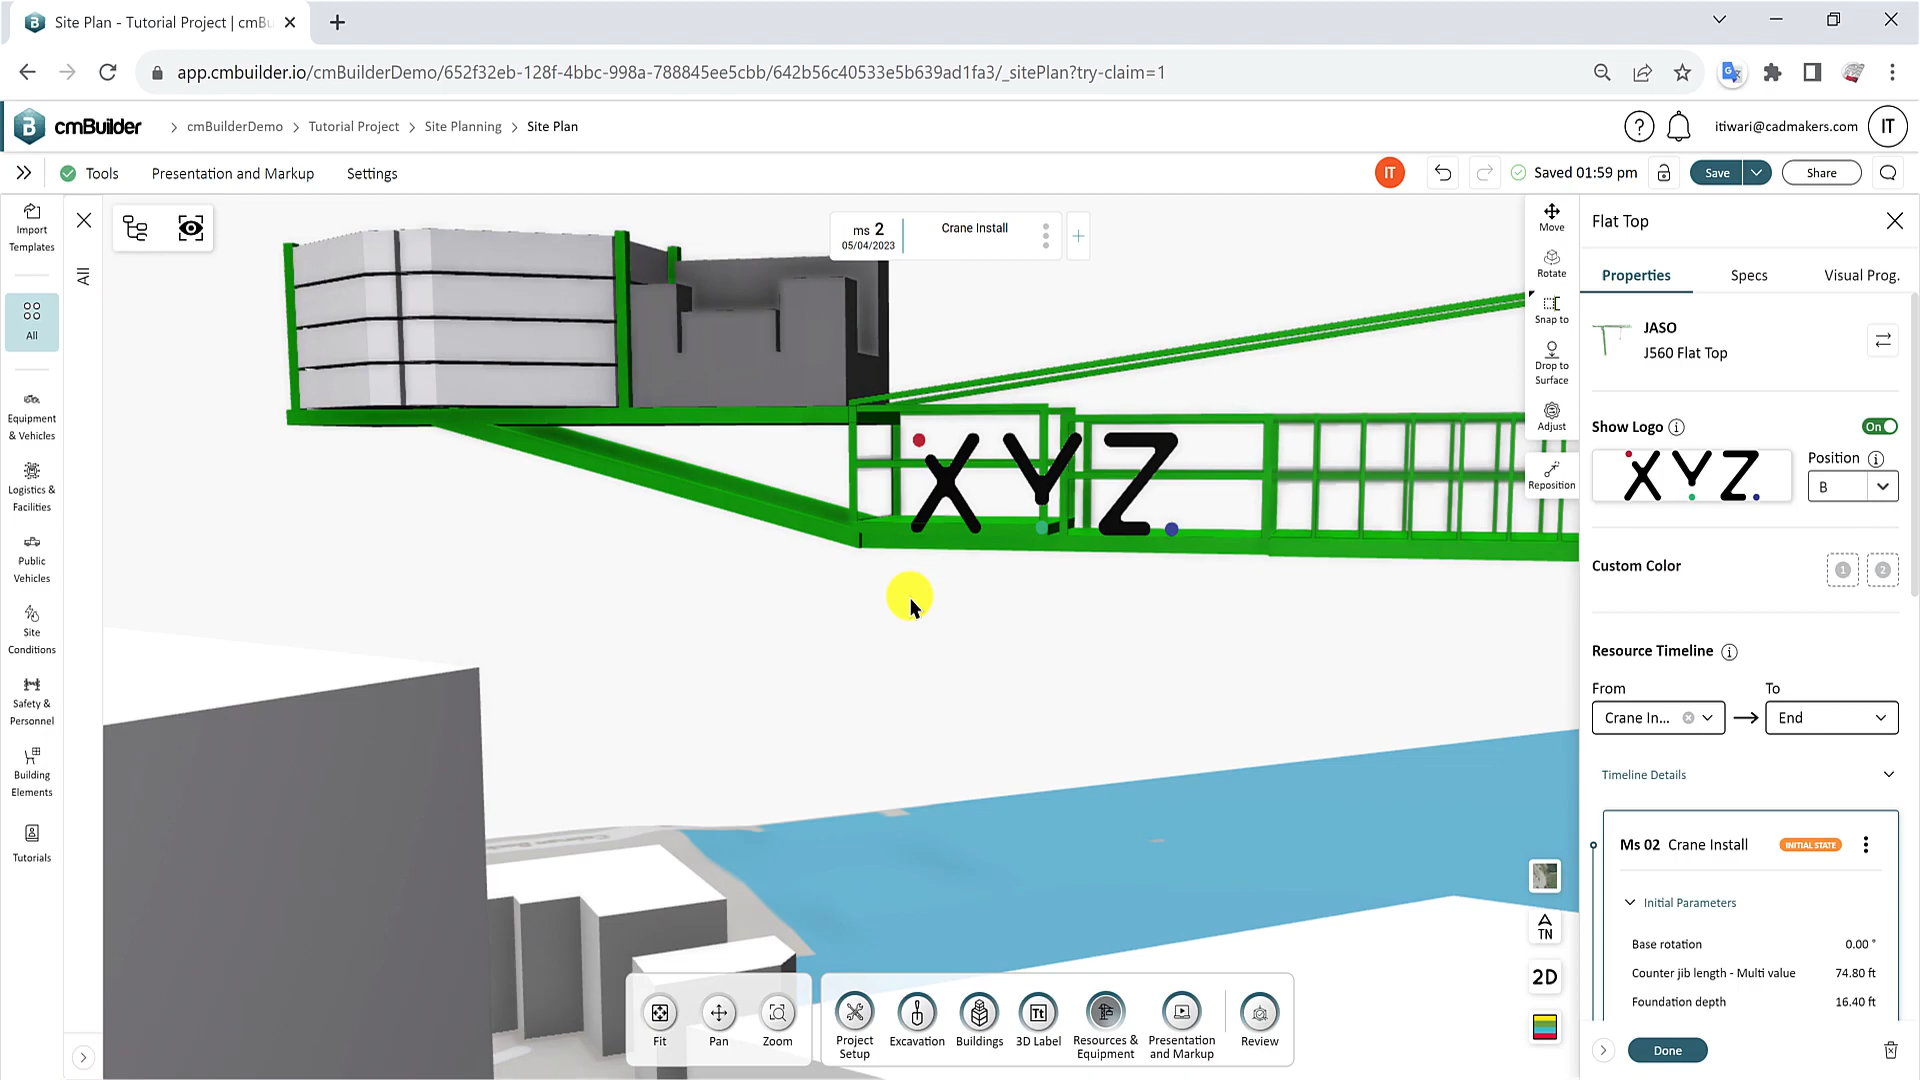 Site Plan - Tutorial Project | cmBu
app.cmbuilder.io/cmBuilderDemo/652f32eb-128f-4bbc-998a-788845ee5cbb/642b56c40533e5b639ad1fa3/_sitePlan?try-claim=1
B cmBuilder
cmBuilderDemo
Tutorial Project
Site Planning
Site Plan
itiwari@cadmakers.com
IT
Tools
Presentation and Markup
Settings
IT
Saved 01:59 pm
Save
Share
Import
Templates
All
Equipment
& Vehicles
Logistics &
Facilities
Public
Vehicles
Site
Conditions
Safety &
Personnel
Building
Elements
Tutorials
All
ms 2
05/04/2023
Crane Install
XYZ
Move
Rotate
Snap to
Drop to
Surface
Adjust
Reposition
TN
2D
Fit
Pan
Zoom
Project
Setup
Excavation
Buildings
Tt
3D Label
Resources &
Equipment
Presentation
and Markup
Review
Flat Top
Properties
Specs
Visual Prog.
JASO
J560 Flat Top
Show Logo
On
XYZ
Position
B
Custom Color
1
2
Resource Timeline
From
To
Crane In...
End
Timeline Details
Ms 02 Crane Install
INITIAL STATE
Initial Parameters
Base rotation 0.00 °
Counter jib length - Multi value 74.80 ft
Foundation depth 16.40 ft
Done